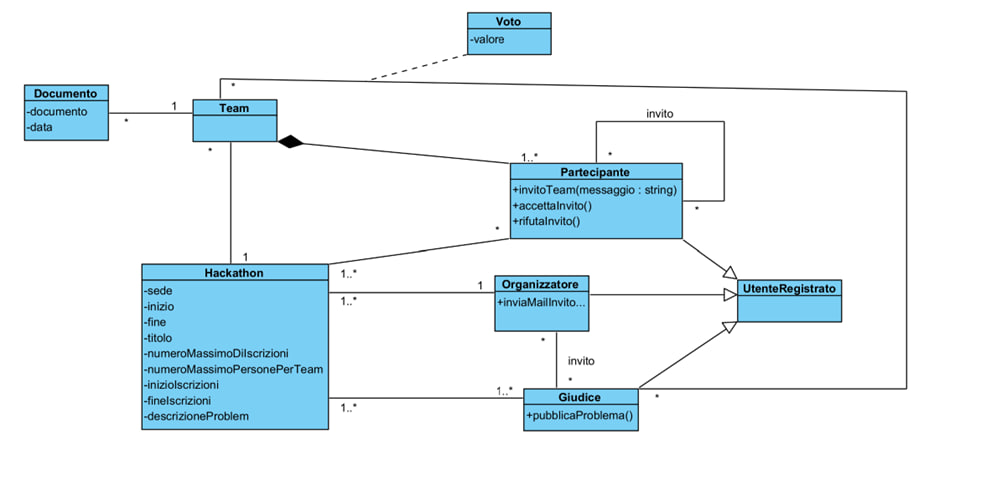 Voto
-valore
Documento
-documento
-data
1
*
Team
*
*
invito
*
*
1..*
Partecipante
+invitoTeam(messaggio : string)
+accettaInvito()
+rifutaInvito()
*
1
1..*
Hackathon
-sede
-inizio
-fine
-titolo
-numeroMassimoDiIscrizioni
-numeroMassimoPersonePerTeam
-inizioIscrizioni
-fineIscrizioni
-descrizioneProblem
1..*
1
Organizzatore
+inviaMailInvito...
UtenteRegistrato
*
invito
*
1..*
1..*
Giudice
+pubblicaProblema()
*